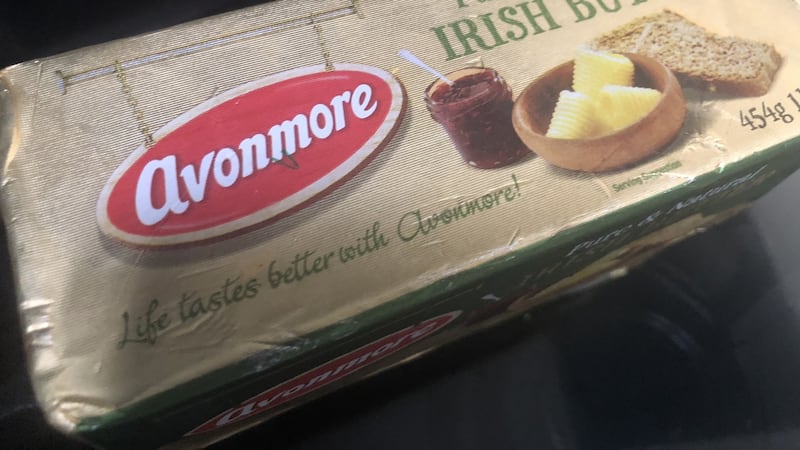 IRISH BU
Avonmore
454g
Serving Suggestion
Life tastes better with Avonmore!
Pure & Natural
Avonmore